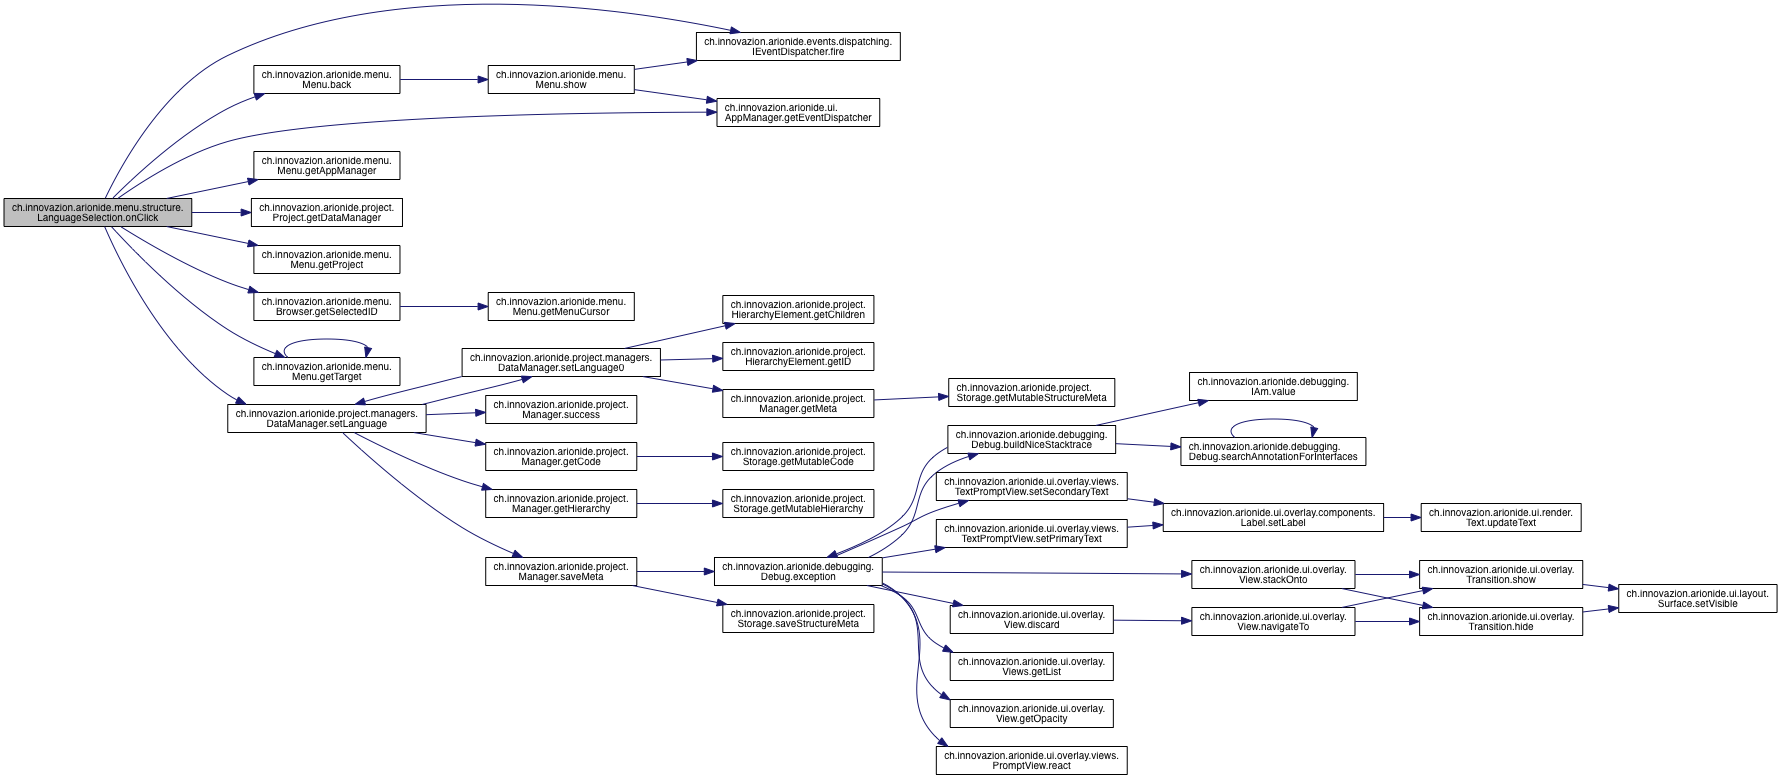 ch.innovazion.arionide.menu.structure.
LanguageSelection.onClick
ch.innovazion.arionide.events.dispatching.
IEventDispatcher.fire
ch.innovazion.arionide.menu.
Menu.back
ch.innovazion.arionide.menu.
Menu.show
ch.innovazion.arionide.ui.
AppManager.getEventDispatcher
ch.innovazion.arionide.menu.
Menu.getAppManager
ch.innovazion.arionide.project.
Project.getDataManager
ch.innovazion.arionide.menu.
Menu.getProject
ch.innovazion.arionide.menu.
Browser.getSelectedID
ch.innovazion.arionide.menu.
Menu.getMenuCursor
ch.innovazion.arionide.menu.
Menu.getTarget
ch.innovazion.arionide.project.managers.
DataManager.setLanguage
ch.innovazion.arionide.project.managers.
DataManager.setLanguage0
ch.innovazion.arionide.project.
HierarchyElement.getChildren
ch.innovazion.arionide.project.
HierarchyElement.getID
ch.innovazion.arionide.project.
Manager.getMeta
ch.innovazion.arionide.project.
Storage.getMutableStructureMeta
ch.innovazion.arionide.project.
Manager.success
ch.innovazion.arionide.project.
Manager.getCode
ch.innovazion.arionide.project.
Storage.getMutableCode
ch.innovazion.arionide.project.
Manager.getHierarchy
ch.innovazion.arionide.project.
Storage.getMutableHierarchy
ch.innovazion.arionide.project.
Manager.saveMeta
ch.innovazion.arionide.debugging.
Debug.exception
ch.innovazion.arionide.project.
Storage.saveStructureMeta
ch.innovazion.arionide.debugging.
Debug.buildNiceStacktrace
ch.innovazion.arionide.debugging.
IAm.value
ch.innovazion.arionide.debugging.
Debug.searchAnnotationForInterfaces
ch.innovazion.arionide.ui.overlay.views.
TextPromptView.setSecondaryText
ch.innovazion.arionide.ui.overlay.views.
TextPromptView.setPrimaryText
ch.innovazion.arionide.ui.overlay.components.
Label.setLabel
ch.innovazion.arionide.ui.render.
Text.updateText
ch.innovazion.arionide.ui.overlay.
View.stackOnto
ch.innovazion.arionide.ui.overlay.
View.discard
ch.innovazion.arionide.ui.overlay.
View.navigateTo
ch.innovazion.arionide.ui.overlay.
Transition.show
ch.innovazion.arionide.ui.overlay.
Transition.hide
ch.innovazion.arionide.ui.layout.
Surface.setVisible
ch.innovazion.arionide.ui.overlay.
Views.getList
ch.innovazion.arionide.ui.overlay.
View.getOpacity
ch.innovazion.arionide.ui.overlay.views.
PromptView.react